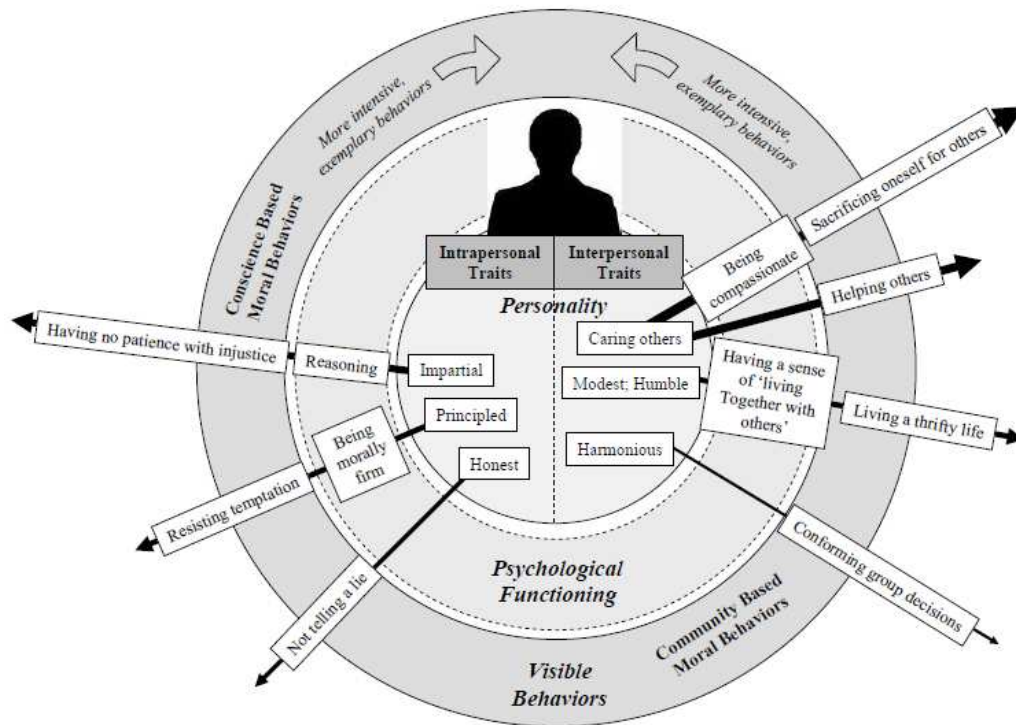 More intensive,
exemplary behaviors
More intensive,
exemplary behaviors
Conscience Based
Moral Behaviors
Sacrificing oneself for others
Being
compassionate
Helping others
Intrapersonal
Traits
Interpersonal
Traits
Personality
Caring others
Having no patience with injustice
Reasoning
Impartial
Modest; Humble
Having a sense
of ‘living
Together with
others’
Living a thrifty life
Principled
Being
morally
firm
Resisting temptation
Honest
Harmonious
Not telling a lie
Conforming group decisions
Psychological
Functioning
Community Based
Moral Behaviors
Visible
Behaviors